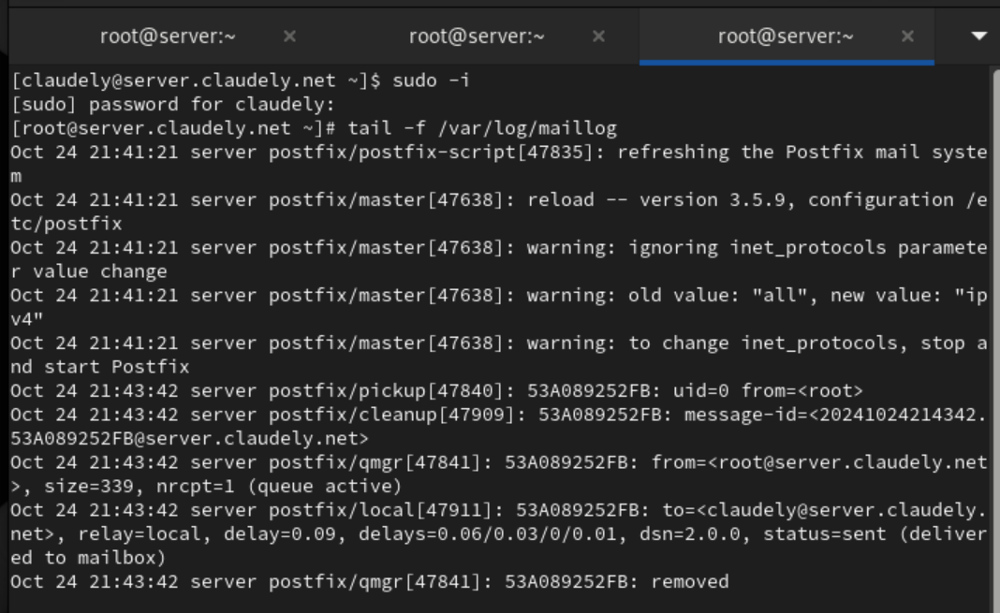 root@server:~ × root@server:~ × root@server:~ ×
[claudely@server.claudely.net ~]$ sudo -i
[sudo] password for claudely:
[root@server.claudely.net ~]# tail -f /var/log/maillog
Oct 24 21:41:21 server postfix/postfix-script[47835]: refreshing the Postfix mail syste
m
Oct 24 21:41:21 server postfix/master[47638]: reload -- version 3.5.9, configuration /e
tc/postfix
Oct 24 21:41:21 server postfix/master[47638]: warning: ignoring inet_protocols paramete
r value change
Oct 24 21:41:21 server postfix/master[47638]: warning: old value: "all", new value: "ip
v4"
Oct 24 21:41:21 server postfix/master[47638]: warning: to change inet_protocols, stop a
nd start Postfix
Oct 24 21:43:42 server postfix/pickup[47840]: 53A089252FB: uid=0 from=<root>
Oct 24 21:43:42 server postfix/cleanup[47909]: 53A089252FB: message-id=<20241024214342.
53A089252FB@server.claudely.net>
Oct 24 21:43:42 server postfix/qmgr[47841]: 53A089252FB: from=<root@server.claudely.net
>, size=339, nrcpt=1 (queue active)
Oct 24 21:43:42 server postfix/local[47911]: 53A089252FB: to=<claudely@server.claudely.
net>, relay=local, delay=0.09, delays=0.06/0.03/0/0.01, dsn=2.0.0, status=sent (deliver
ed to mailbox)
Oct 24 21:43:42 server postfix/qmgr[47841]: 53A089252FB: removed